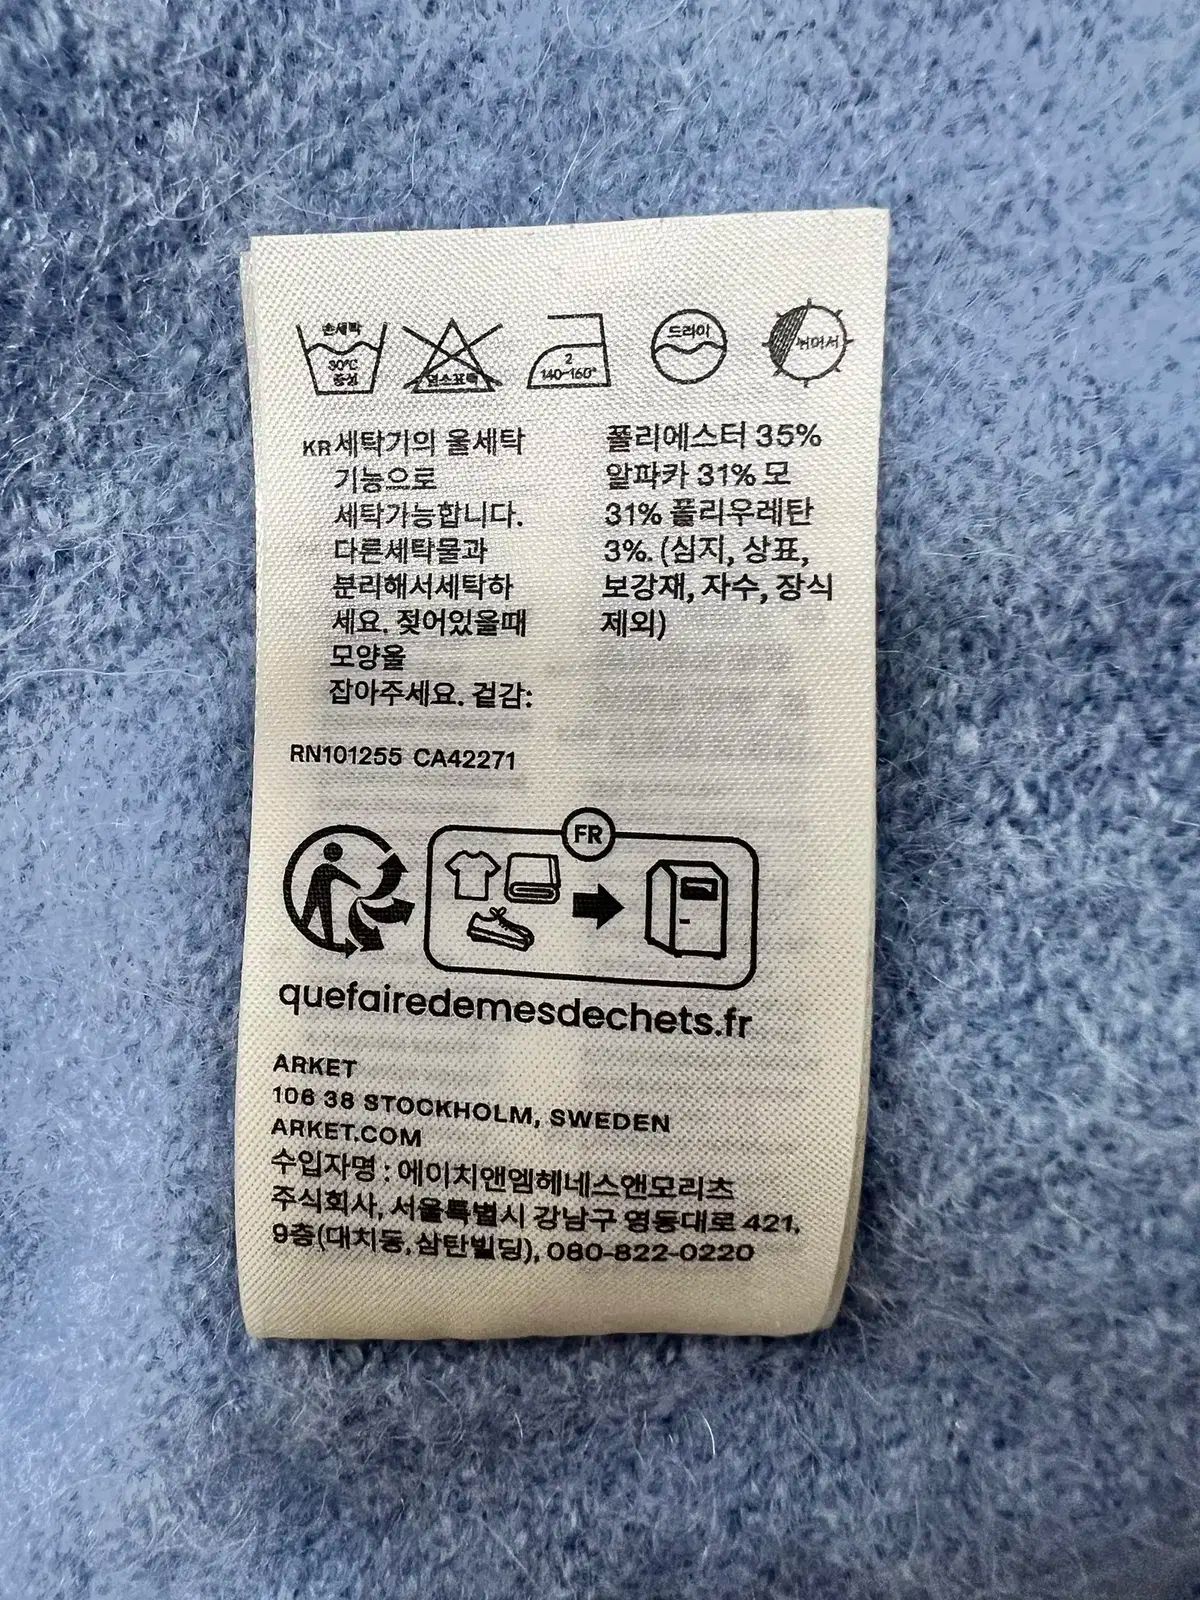 손세탁
30°C
중성
염소표백
2
140-160°
드라이
뉘어서
KR 세탁기의 울세탁
기능으로
세탁가능합니다.
다른세탁물과
분리해서세탁하
세요. 젖어있을때
모양을
잡아주세요. 겉감:
폴리에스터 35%
알파카 31% 모
31% 폴리우레탄
3%. (심지, 상표,
보강재, 자수, 장식
제외)
RN101255 CA42271
FR
quefairedemesdechets.fr
ARKET
106 38 STOCKHOLM, SWEDEN
ARKET.COM
수입자명 : 에이치앤엠헤네스앤모리츠
주식회사, 서울특별시 강남구 영동대로 421,
9층(대치동,삼탄빌딩), 080-822-0220